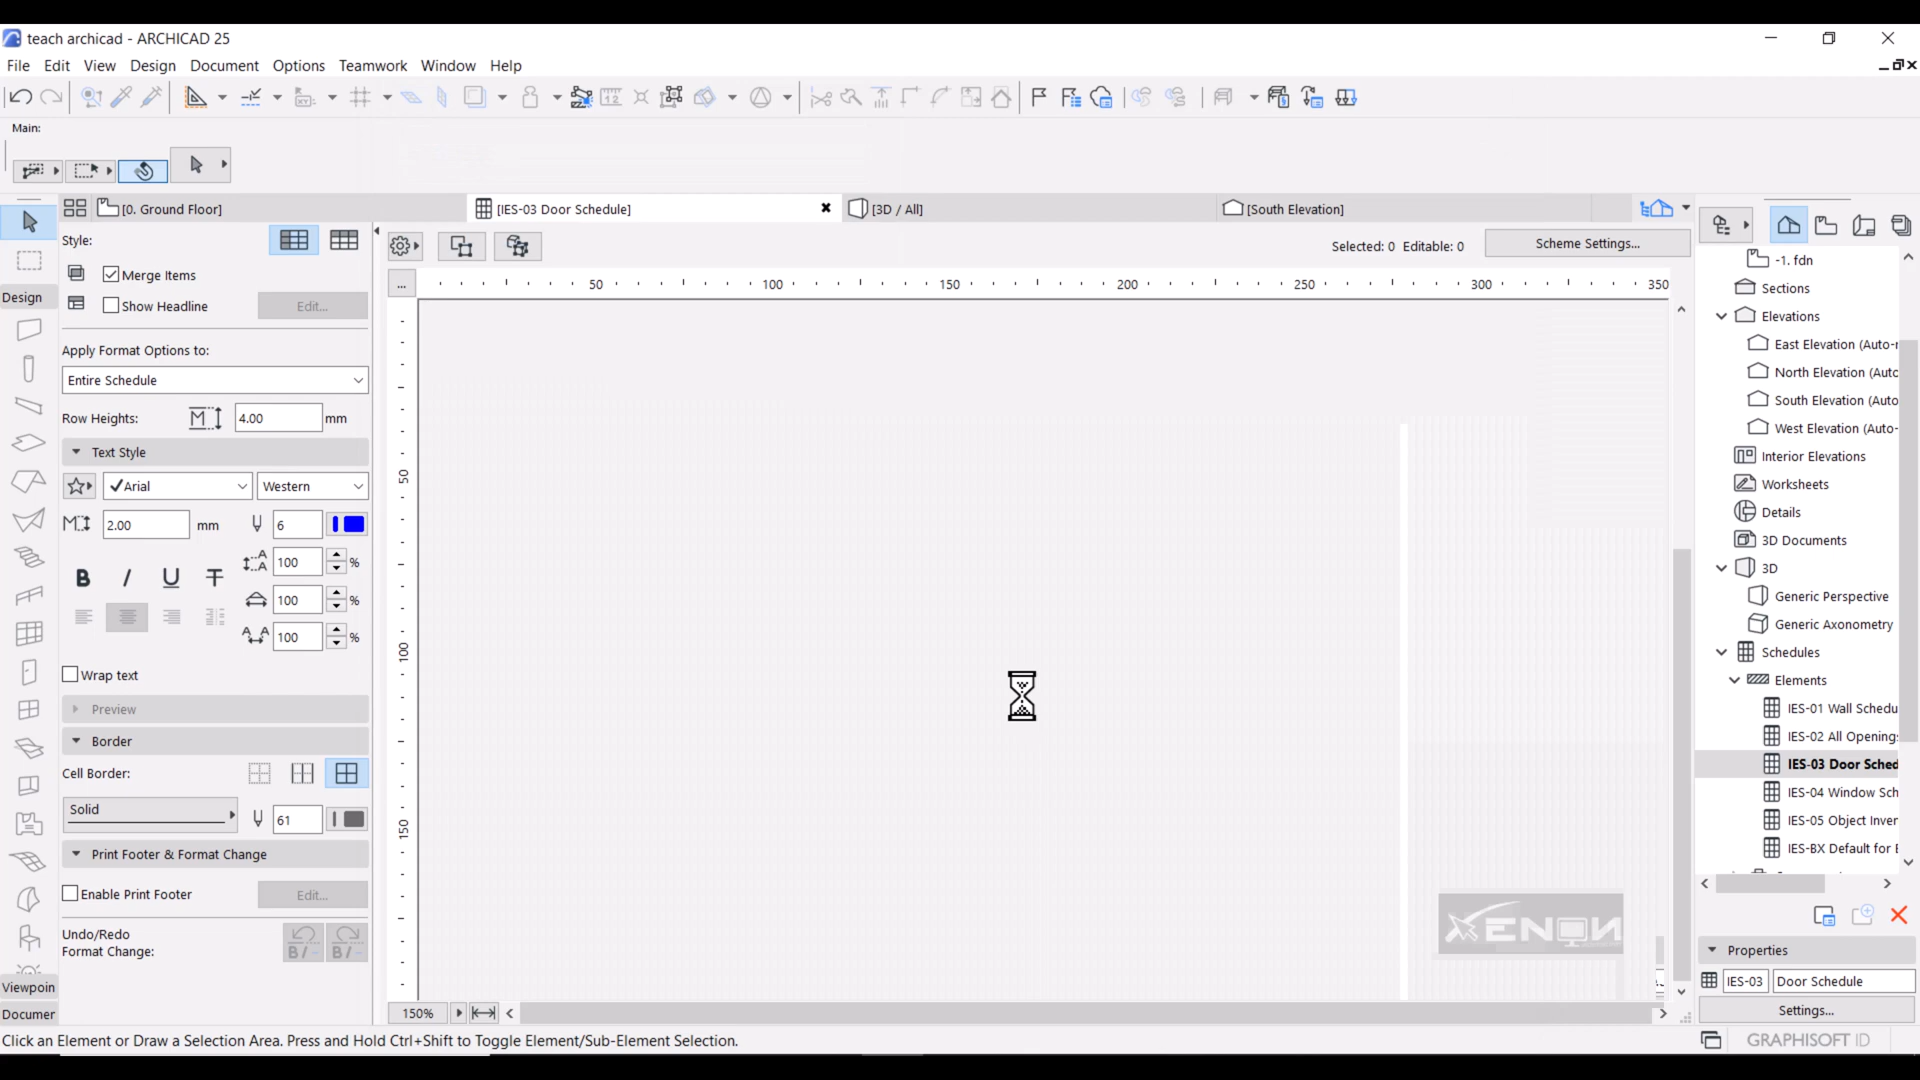 teach archicad - ARCHICAD 25
File Edit View Design Document Options Teamwork Window Help
Main:
[0. Ground Floor]
[IES-03 Door Schedule]
[3D / All]
[South Elevation]
Style:
Merge Items
Show Headline
Edit...
Apply Format Options to:
Entire Schedule
Row Heights:
4.00
mm
Text Style
Arial
Western
2.00
mm
6
100
%
B I U T
100
%
100
%
Wrap text
Preview
Border
Cell Border:
Solid
61
Print Footer & Format Change
Enable Print Footer
Edit...
Undo/Redo
Format Change:
Design
Viewpoin
Documer
Selected: 0 Editable: 0
Scheme Settings...
...
50 100 150 200 250 300 350
50
100
150
XENON
150%
-1. fdn
Sections
Elevations
East Elevation (Auto-r
North Elevation (Autc
South Elevation (Auto
West Elevation (Auto-
Interior Elevations
Worksheets
Details
3D Documents
3D
Generic Perspective
Generic Axonometry
Schedules
Elements
IES-01 Wall Schedu
IES-02 All Opening
IES-03 Door Sched
IES-04 Window Sch
IES-05 Object Inver
IES-BX Default for E
Properties
IES-03
Door Schedule
Settings...
Click an Element or Draw a Selection Area. Press and Hold Ctrl+Shift to Toggle Element/Sub-Element Selection.
GRAPHISOFT ID